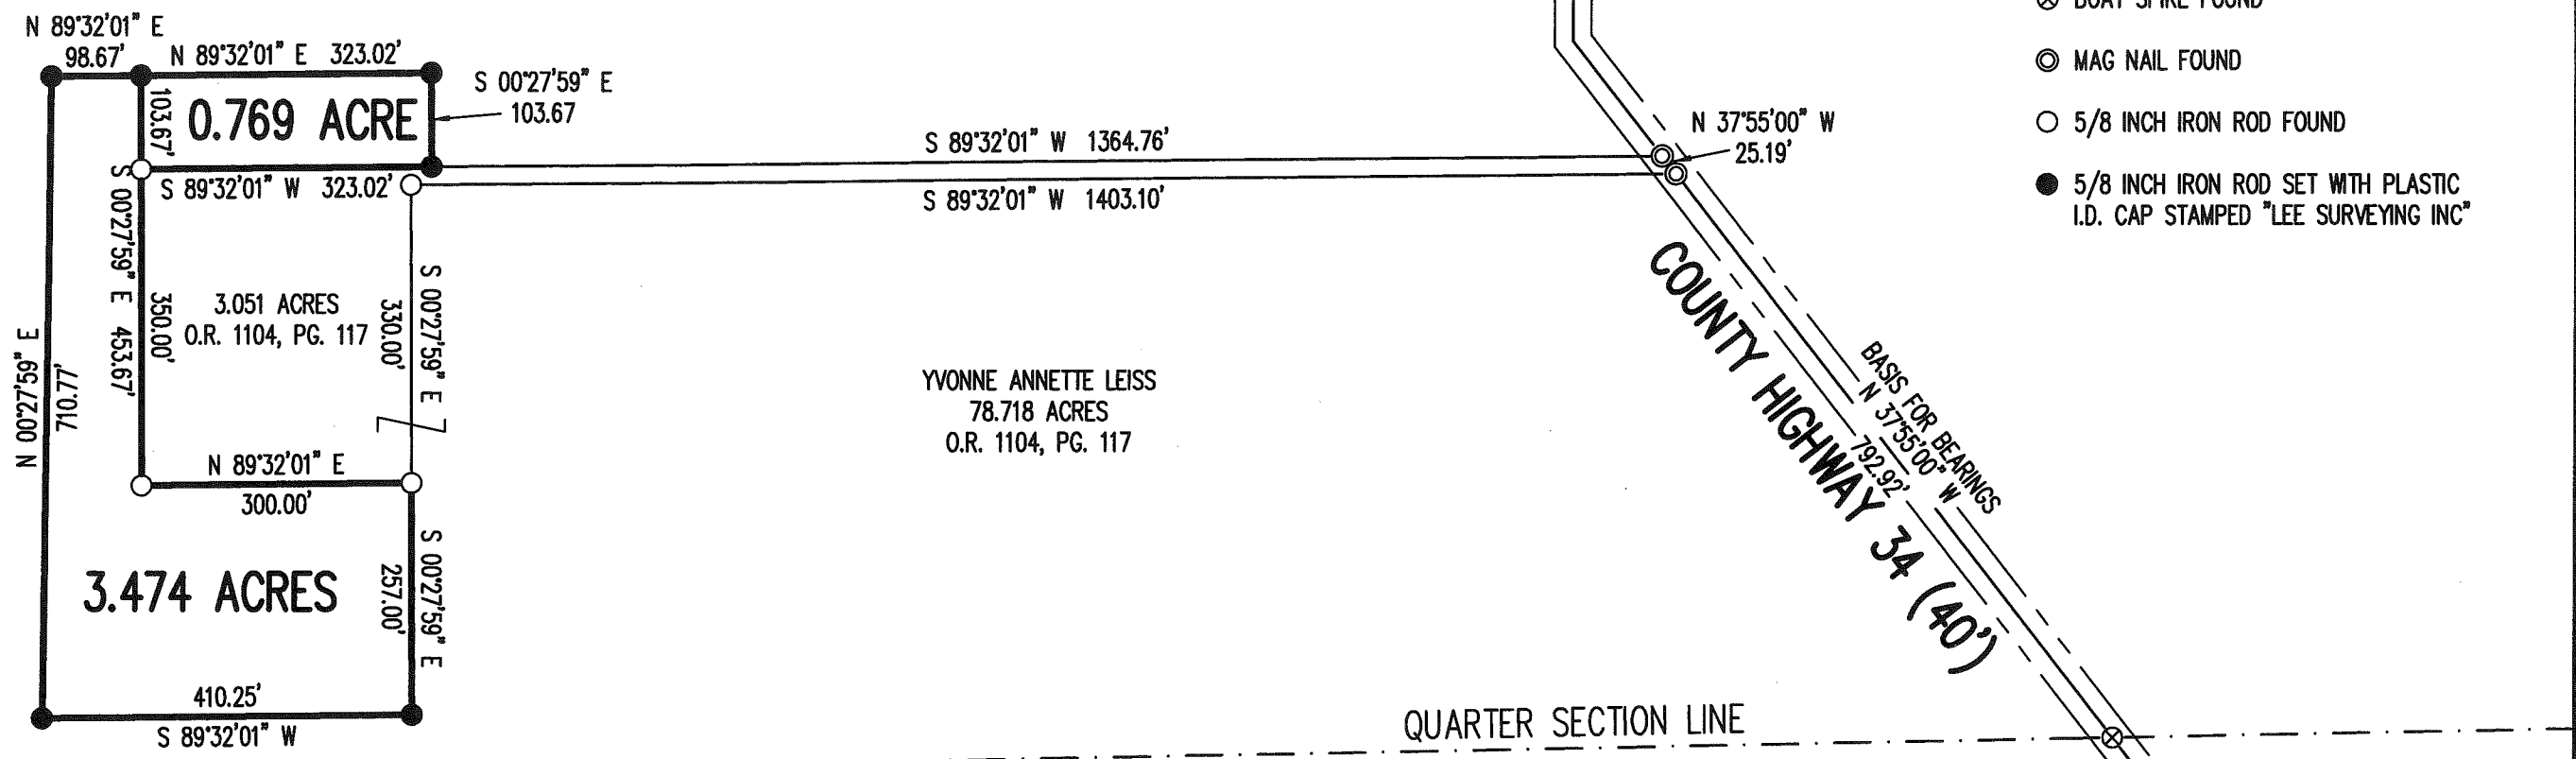 N 89°32'01" E
98.67'
N 89°32'01" E 323.02'
S 00°27'59" E
103.67
103.67'
0.769 ACRE
S 89°32'01" W 323.02'
S 89°32'01" W 1364.76'
S 89°32'01" W 1403.10'
N 37°55'00" W
25.19'
BOAT SPIKE FOUND
MAG NAIL FOUND
5/8 INCH IRON ROD FOUND
5/8 INCH IRON ROD SET WITH PLASTIC
I.D. CAP STAMPED "LEE SURVEYING INC"
N 00°27'59" E
710.77'
S 00°27'59" E 453.67'
350.00'
3.051 ACRES
O.R. 1104, PG. 117
330.00'
S 00°27'59" E
YVONNE ANNETTE LEISS
78.718 ACRES
O.R. 1104, PG. 117
COUNTY HIGHWAY 34 (40')
BASIS FOR BEARINGS
N 37°55'00" W
792.92'
N 89°32'01" E
300.00'
3.474 ACRES
257.00'
S 00°27'59" E
410.25'
S 89°32'01" W
QUARTER SECTION LINE